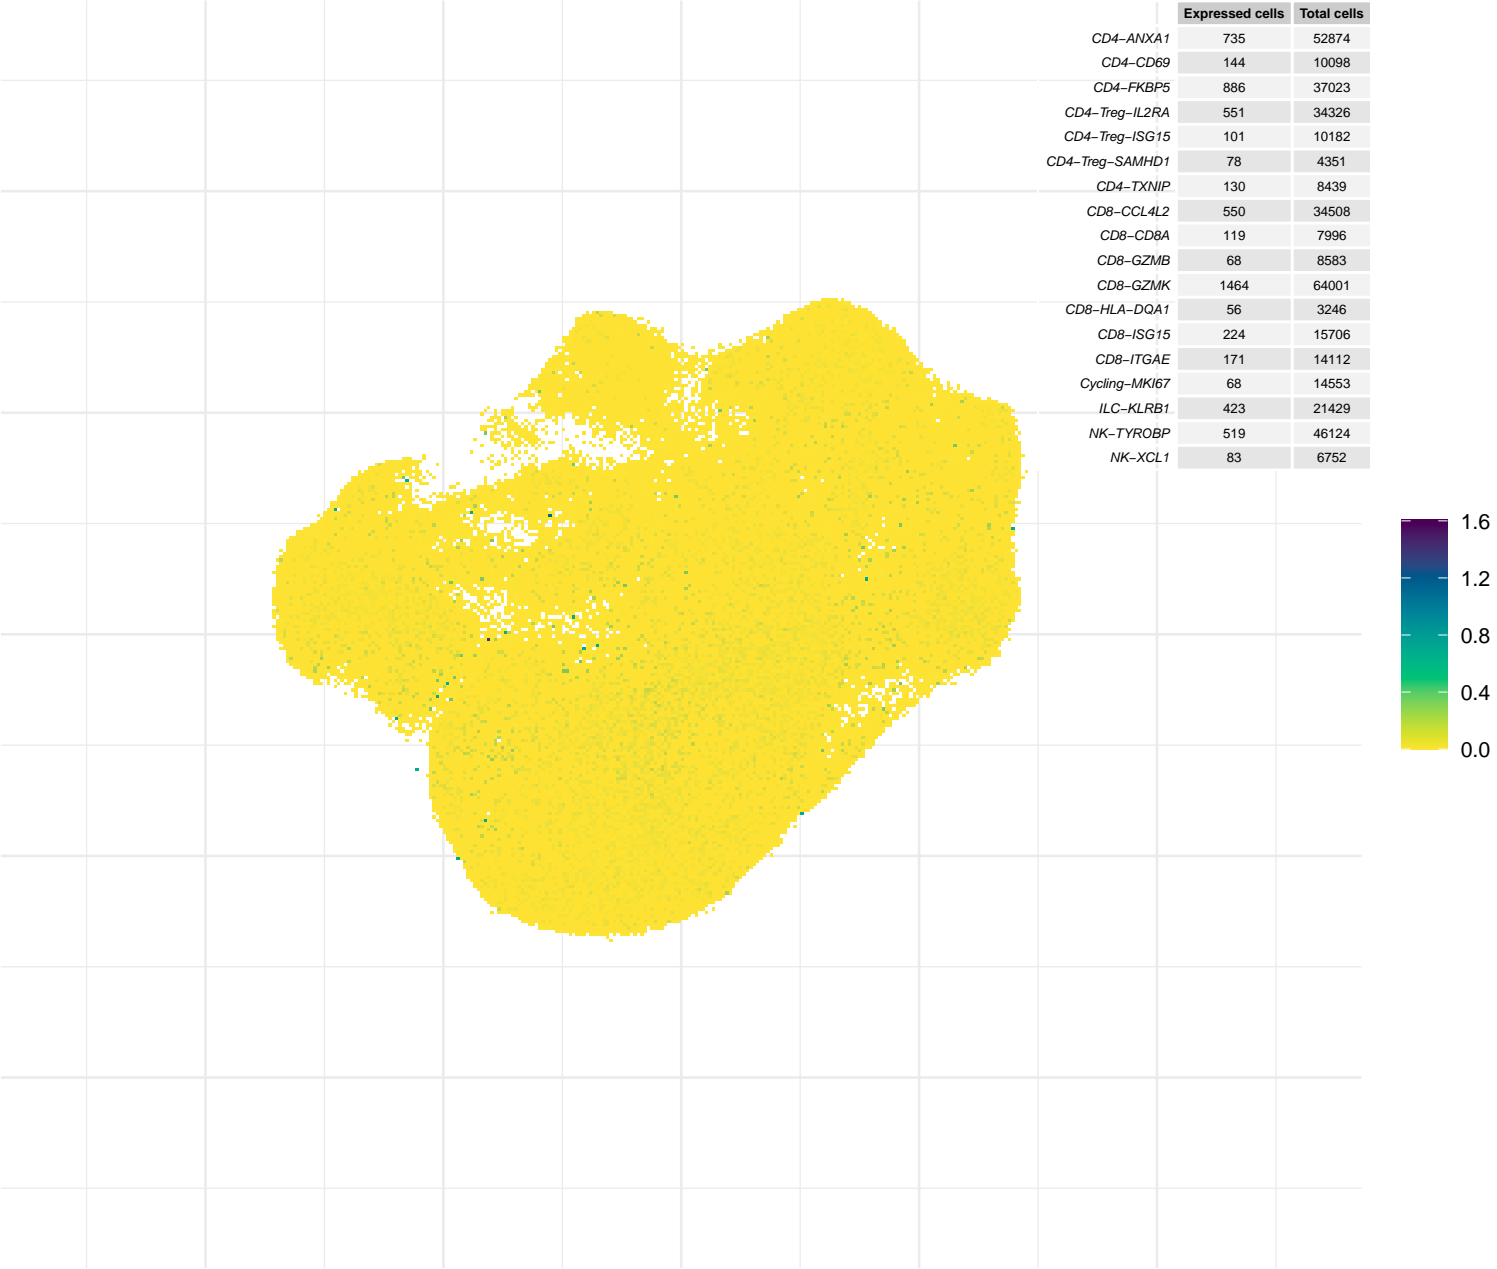 Expressed cells Total cells
CD4−ANXA1 735 52874
CD4−CD69 144 10098
CD4−FKBP5 886 37023
CD4−Treg−IL2RA 551 34326
CD4−Treg−ISG15 101 10182
CD4−Treg−SAMHD1 78 4351
CD4−TXNIP 130 8439
CD8−CCL4L2 550 34508
CD8−CD8A 119 7996
CD8−GZMB 68 8583
CD8−GZMK 1464 64001
CD8−HLA−DQA1 56 3246
CD8−ISG15 224 15706
CD8−ITGAE 171 14112
Cycling−MKI67 68 14553
ILC−KLRB1 423 21429
NK−TYROBP 519 46124
NK−XCL1 83 6752
1.6
1.2
0.8
0.4
0.0